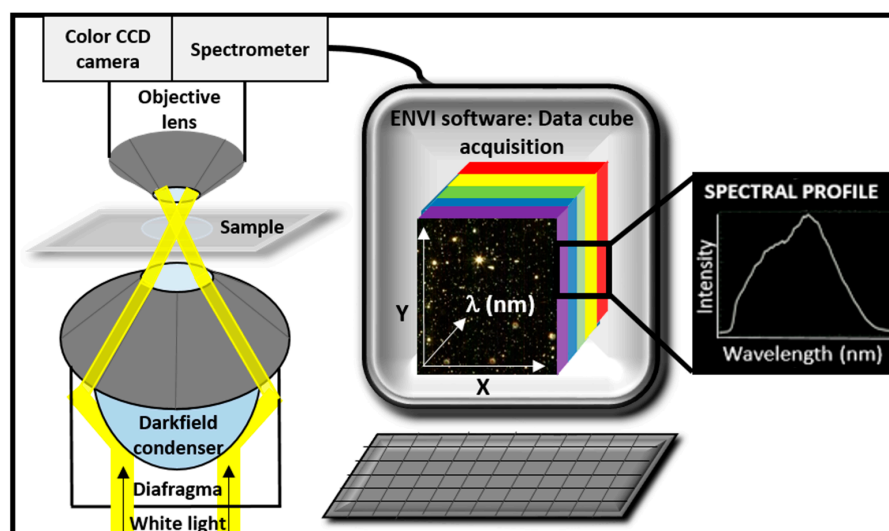 Color CCD
camera
Spectrometer
Objective
lens
Sample
Darkfield
condenser
Diafragma
White light
ENVI software: Data cube
acquisition
Y
λ (nm)
X
SPECTRAL PROFILE
Intensity
Wavelength (nm)